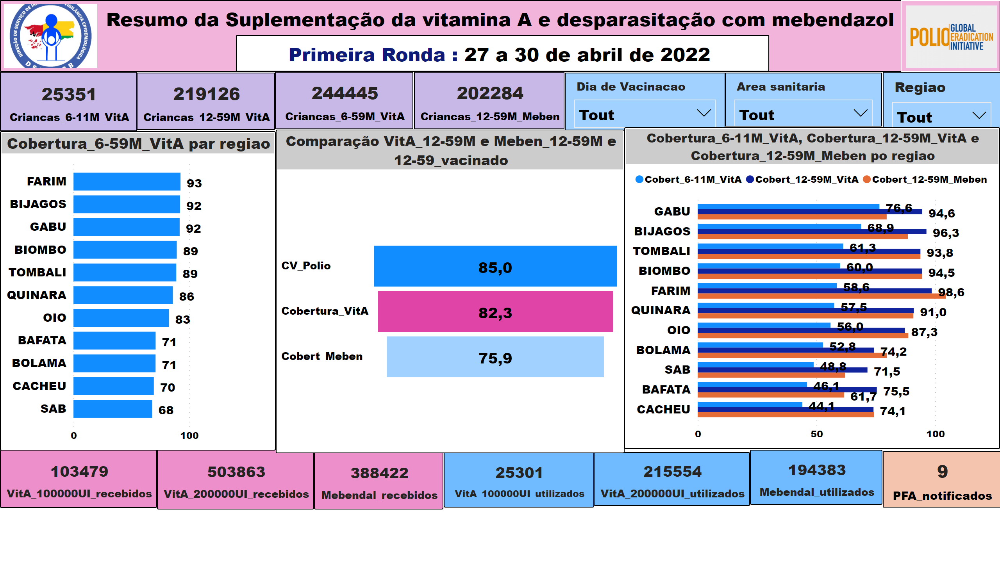 DIREÇÃO DE SERVIÇO DE VIGILÂNCIA EPIDEMIOLÓGICA
Resumo da Suplementação da vitamina A e desparasitação com mebendazol
Primeira Ronda : 27 a 30 de abril de 2022
POLIO GLOBAL
ERADICATION
INITIATIVE
25351
Criancas_6-11M_VitA
219126
Criancas_12-59M_VitA
244445
Criancas_6-59M_VitA
202284
Criancas_12-59M_Meben
Dia de Vacinacao
Tout
Area sanitaria
Tout
Regiao
Tout
Cobertura_6-59M_VitA par regiao
FARIM 93
BIJAGOS 92
GABU 92
BIOMBO 89
TOMBALI 89
QUINARA 86
OIO 83
BAFATA 71
BOLAMA 71
CACHEU 70
SAB 68
0 100
Comparação VitA_12-59M e Meben_12-59M e
12-59_vacinado
CV_Polio 85,0
Cobertura_VitA 82,3
Cobert_Meben 75,9
Cobertura_6-11M_VitA, Cobertura_12-59M_VitA e
Cobertura_12-59M_Meben po regiao
Cobert_6-11M_VitA Cobert_12-59M_VitA Cobert_12-59M_Meben
GABU 76,6 94,6
BIJAGOS 68,9 96,3
TOMBALI 61,3 93,8
BIOMBO 60,0 94,5
FARIM 58,6 98,6
QUINARA 57,5 91,0
OIO 56,0 87,3
BOLAMA 52,8 74,2
SAB 48,8 71,5
BAFATA 46,1 75,5 61,7
CACHEU 44,1 74,1
0 50 100
103479
VitA_100000UI_recebidos
503863
VitA_200000UI_recebidos
388422
Mebendal_recebidos
25301
VitA_100000UI_utilizados
215554
VitA_200000UI_utilizados
194383
Mebendal_utilizados
9
PFA_notificados